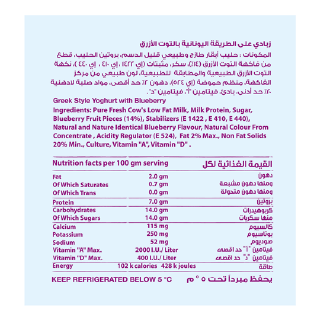 زبادي على الطريقة اليونانية بالتوت الأزرق
المكونات : حليب أبقار طازج وطبيعي قليل الدسم، بروتين الحليب، قطع
من فاكهة التوت الأزرق (١٤٪)، سكر، مثبتات (إي ١٤٢٢ ، إي ٤١٠ ، إي ٤٤٠)، نكهة
التوت الأزرق الطبيعية والمطابقة للطبيعية، لون طبيعي من مركز
الفاكهة، منظم حموضة (إي ٥٢٤)، دهون ٢٪ حد أقصى، مواد صلبة لادهنية
٢٠٪ حد أدنى، بادئ، فيتامين "أ"، فيتامين "د".
Greek Style Yoghurt with Blueberry
Ingredients: Pure Fresh Cow's Low Fat Milk, Milk Protein, Sugar,
Blueberry Fruit Pieces (14%), Stabilizers (E 1422 , E 410, E 440),
Natural and Nature Identical Blueberry Flavour, Natural Colour From
Concentrate , Acidity Regulator (E 524), Fat 2% Max., Non Fat Solids
20% Min., Culture, Vitamin "A", Vitamin "D" .
Nutrition facts per 100 gm serving القيمة الغذائية لكل
Fat 2.0 gm دهون
Of Which Saturates 0.7 gm ومنها دهون مشبعة
Of Which Trans 0.0 gm ومنها دهون متحولة
Protein 7.0 gm بروتين
Carbohydrates 14.0 gm كربوهيدرات
Of Which Sugars 14.0 gm منها سكريات
Calcium 115 mg كالسيوم
Potassium 250 mg بوتاسيوم
Sodium 52 mg صوديوم
Vitamin "A" Max. 2000I.U./ Liter فيتامين "أ" حد اقصى
Vitamin "D" Max. 400 I.U./ Liter فيتامين "د" حد اقصى
Energy 102 k calories 428 k joules طاقة
KEEP REFRIGERATED BELOW 5 °C يحفظ مبرداً تحت ٥ °م